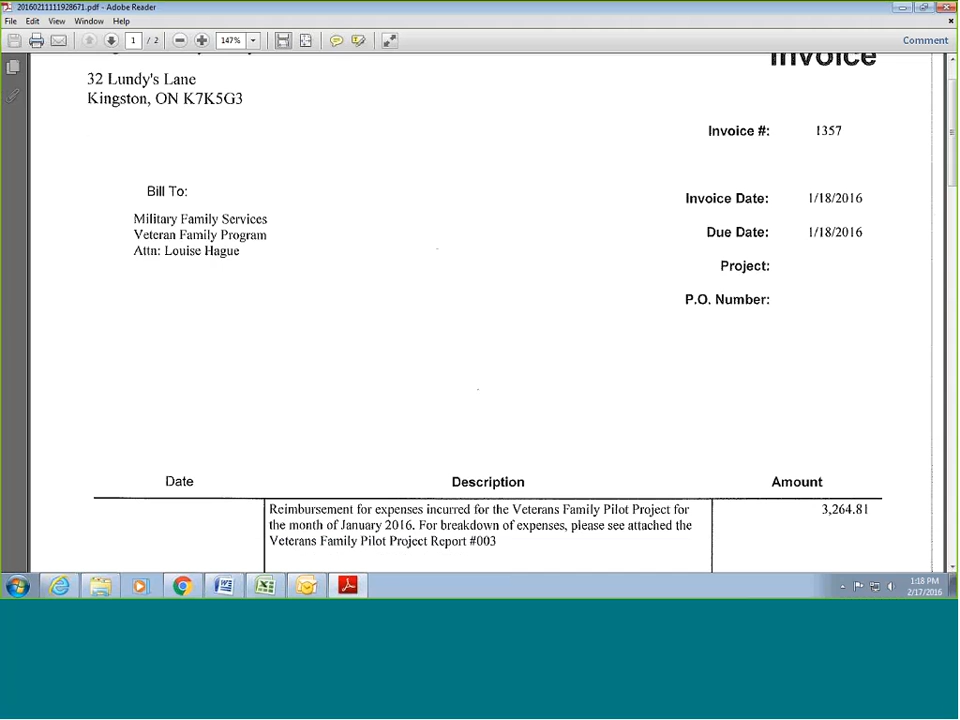 20160211111928671.pdf - Adobe Reader
File Edit View Window Help
1 / 2 147% Comment
Invoice
32 Lundy's Lane
Kingston, ON K7K5G3
Invoice #: 1357
Bill To:
Invoice Date: 1/18/2016
Military Family Services
Veteran Family Program
Due Date: 1/18/2016
Attn: Louise Hague
Project:
P.O. Number:
Date Description Amount
Reimbursement for expenses incurred for the Veterans Family Pilot Project for 3,264.81
the month of January 2016. For breakdown of expenses, please see attached the
Veterans Family Pilot Project Report #003
1:18 PM
2/17/2016